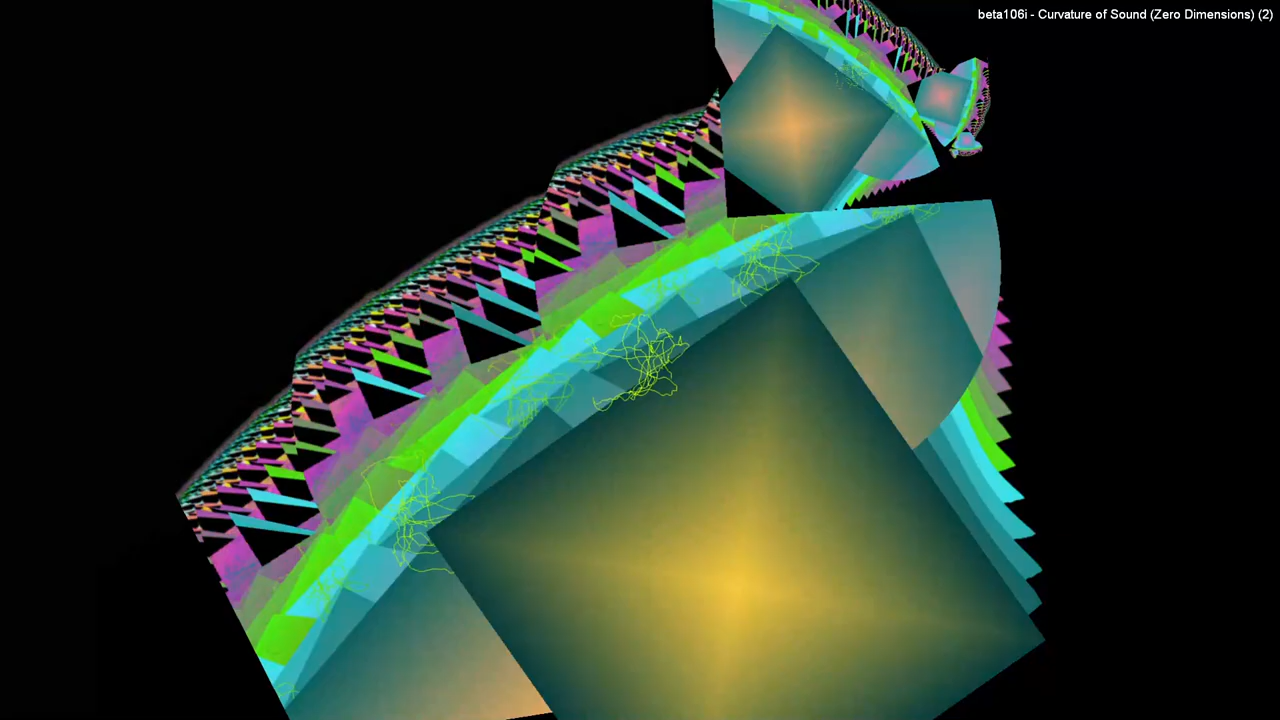 beta106i - Curvature of Sound (Zero Dimensions) (2)